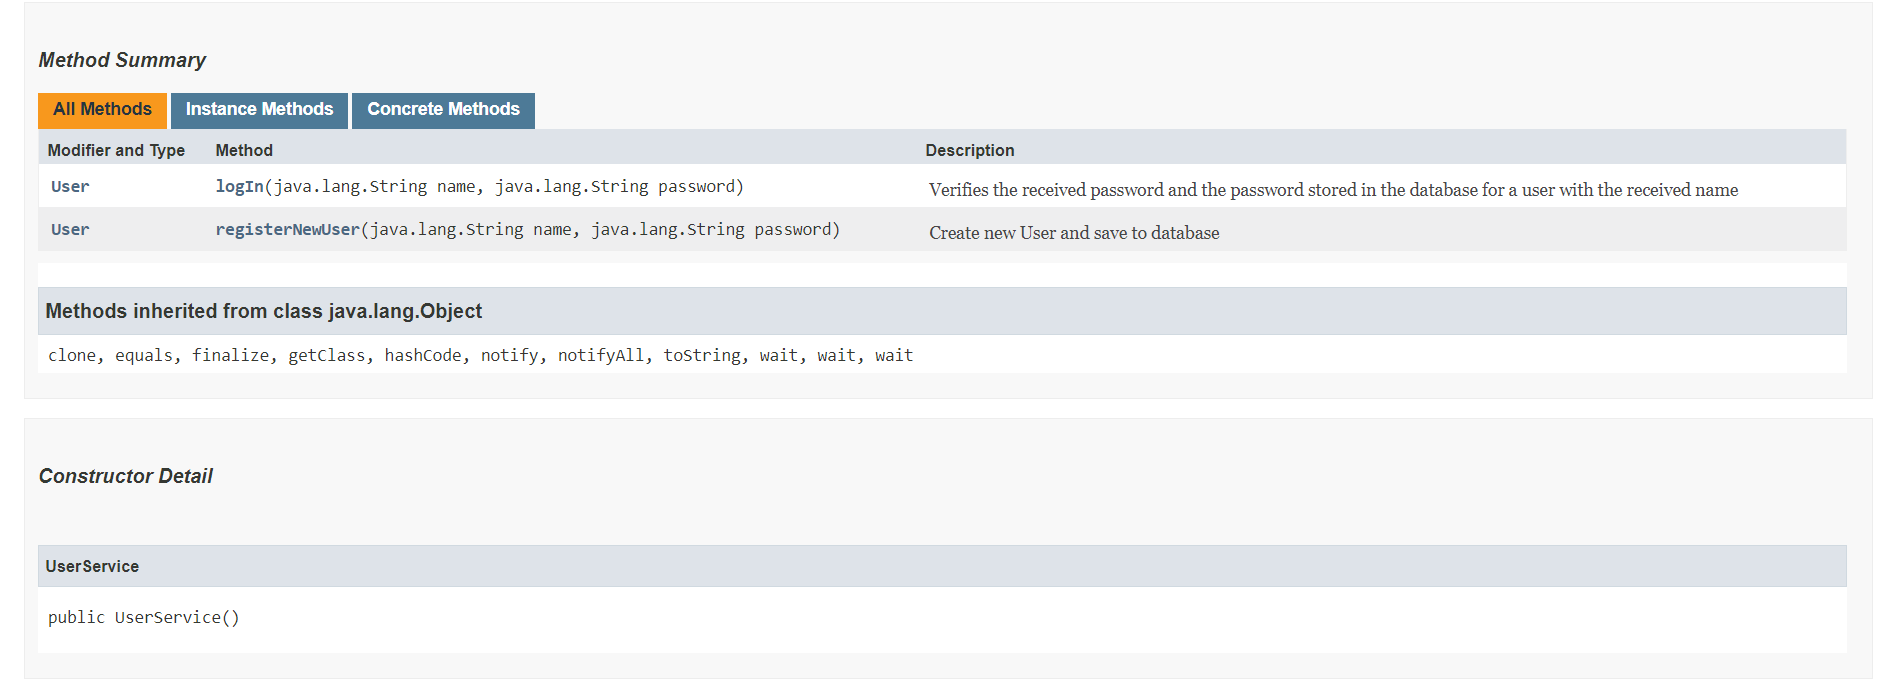 Method Summary
All Methods Instance Methods Concrete Methods
Modifier and Type Method Description
User logIn(java.lang.String name, java.lang.String password) Verifies the received password and the password stored in the database for a user with the received name
User registerNewUser(java.lang.String name, java.lang.String password) Create new User and save to database
Methods inherited from class java.lang.Object
clone, equals, finalize, getClass, hashCode, notify, notifyAll, toString, wait, wait, wait
Constructor Detail
UserService
public UserService()